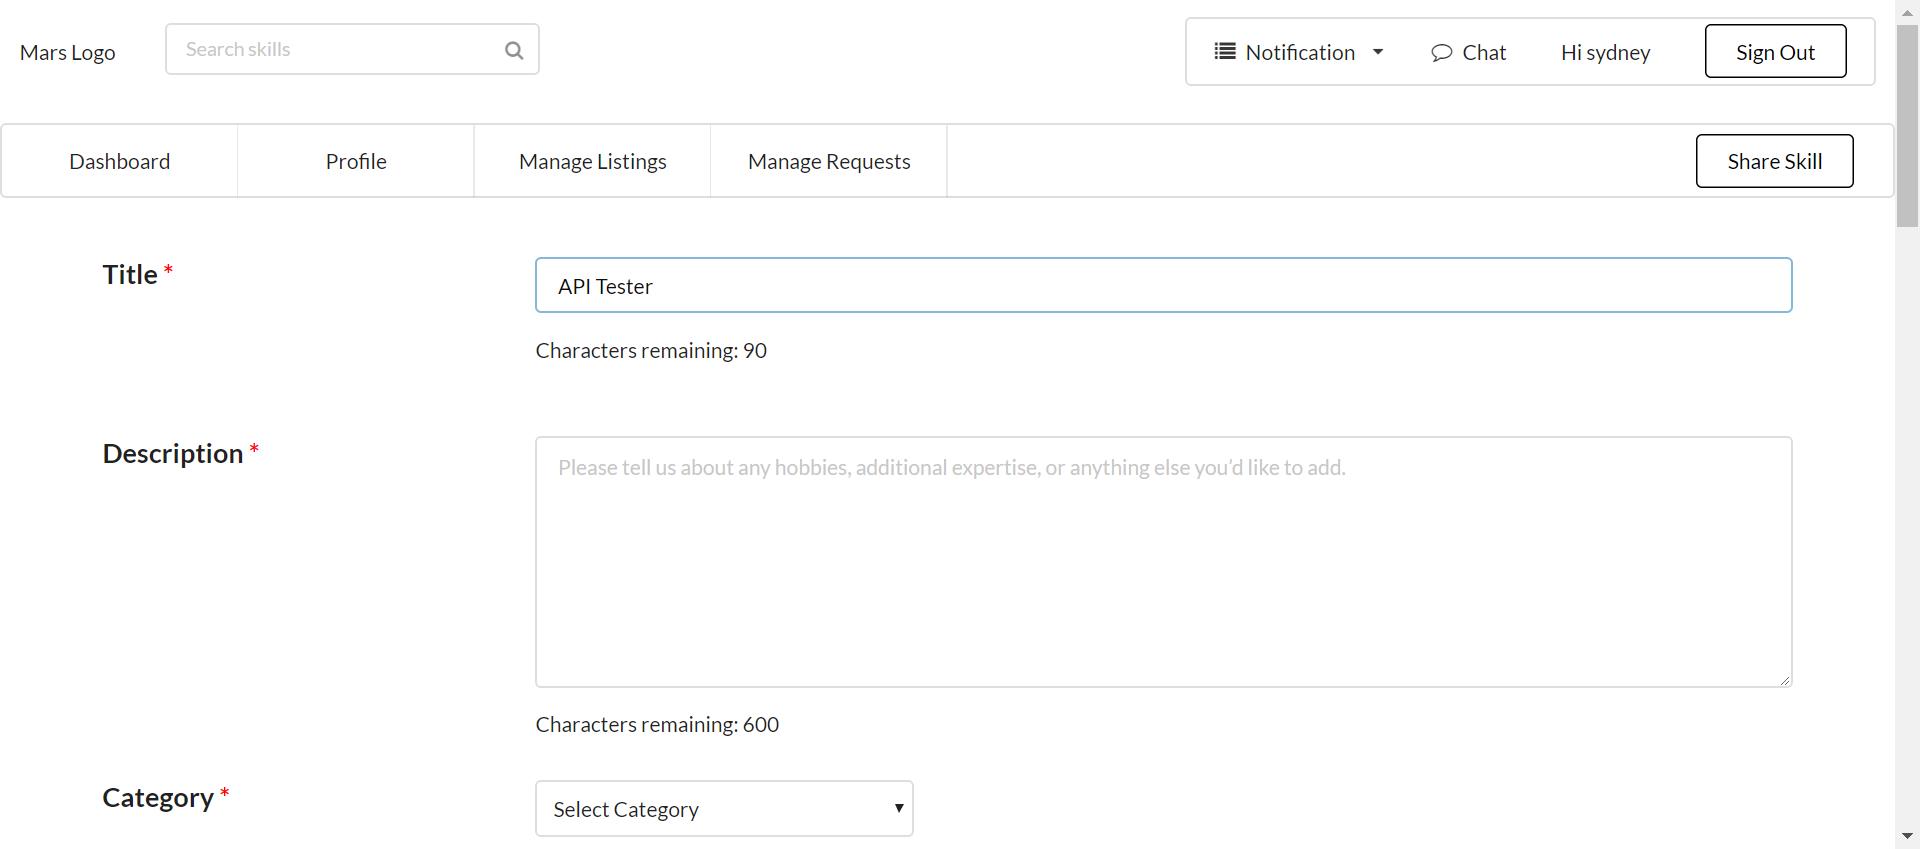 Mars Logo
Search skills
Notification
Chat
Hi sydney
Sign Out
Dashboard
Profile
Manage Listings
Manage Requests
Share Skill
Title *
API Tester
Characters remaining: 90
Description *
Please tell us about any hobbies, additional expertise, or anything else you'd like to add.
Characters remaining: 600
Category *
Select Category